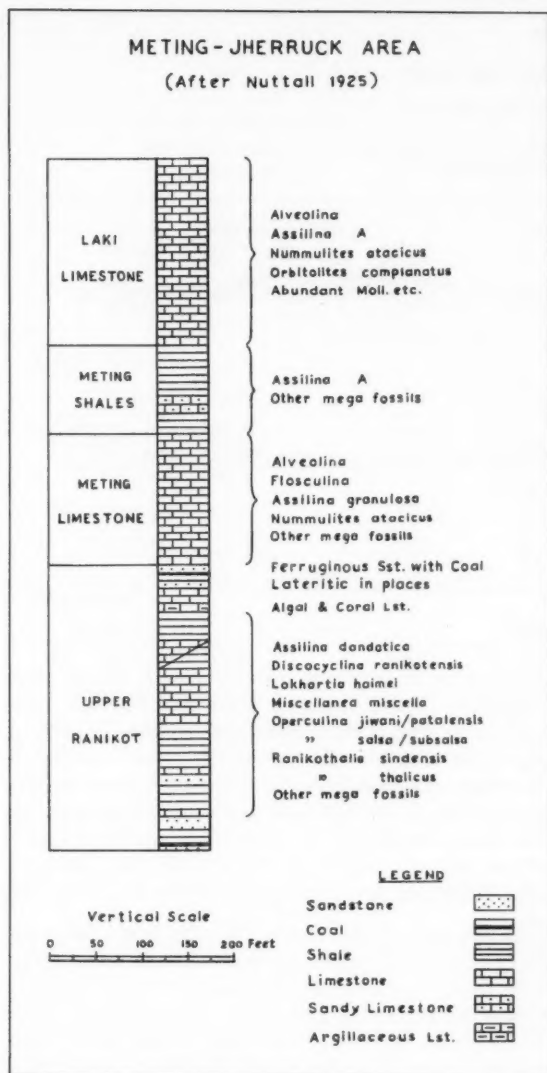 METING-JHERRUCK AREA
(After Nuttall 1925)
LAKI
LIMESTONE
Alveolina
Assilina A
Nummulites atacicus
Orbitolites complanatus
Abundant Moll. etc.
METING
SHALES
Assilina A
Other mega fossils
METING
LIMESTONE
Alveolina
Flosculina
Assilina granulosa
Nummulites atacicus
Other mega fossils
Ferruginous Sst. with Coal
Lateritic in places
Algal & Coral Lst.
UPPER
RANIKOT
Assilina dandotica
Discocyclina ranikotensis
Lokhartia haimei
Miscellanea miscella
Operculina jiwani/patalensis
" salsa/subsalsa
Ranikothalia sindensis
" thalicus
Other mega fossils
Vertical Scale
0 50 100 150 200 Feet
LEGEND
Sandstone
Coal
Shale
Limestone
Sandy Limestone
Argillaceous Lst.